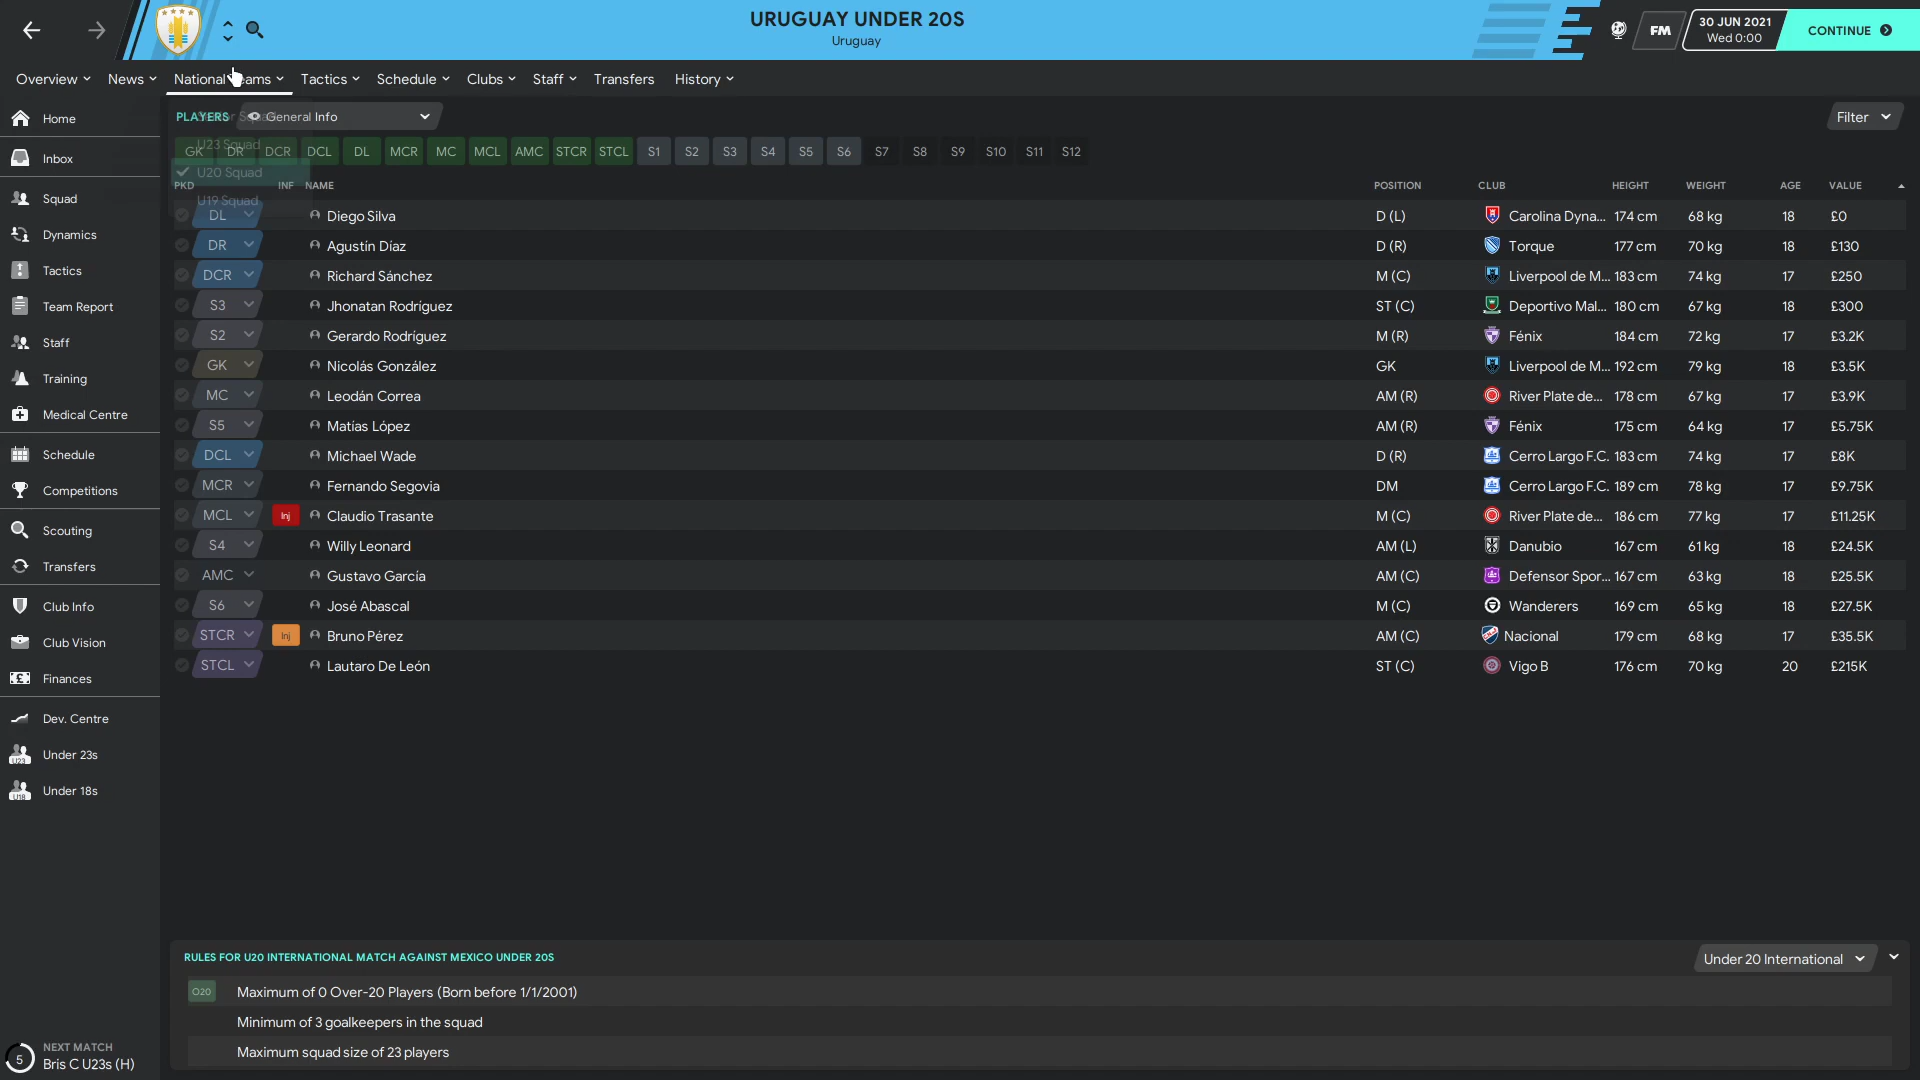 URUGUAY UNDER 20S
Uruguay
FM
30 JUN 2021
Wed 0:00
CONTINUE
Overview
News
National Teams
Tactics
Schedule
Clubs
Staff
Transfers
History
Home
Inbox
Squad
Dynamics
Tactics
Team Report
Staff
Training
Medical Centre
Schedule
Competitions
Scouting
Transfers
Club Info
Club Vision
Finances
Dev. Centre
U23
Under 23s
U18
Under 18s
5
NEXT MATCH
Bris C U23s (H)
PLAYERS
General Info
Filter
U23 Squad
U20 Squad
U19 Squad
GK DR DCR DCL DL MCR MC MCL AMC STCR STCL S1 S2 S3 S4 S5 S6 S7 S8 S9 S10 S11 S12
PKD INF NAME POSITION CLUB HEIGHT WEIGHT AGE VALUE
DL Diego Silva D (L) Carolina Dyna... 174 cm 68 kg 18 £0
DR Agustín Díaz D (R) Torque 177 cm 70 kg 18 £130
DCR Richard Sánchez M (C) Liverpool de M... 183 cm 74 kg 17 £250
S3 Jhonatan Rodríguez ST (C) Deportivo Mal... 180 cm 67 kg 18 £300
S2 Gerardo Rodríguez M (R) Fénix 184 cm 72 kg 17 £3.2K
GK Nicolás González GK Liverpool de M... 192 cm 79 kg 18 £3.5K
MC Leodán Correa AM (R) River Plate de... 178 cm 67 kg 17 £3.9K
S5 Matías López AM (R) Fénix 175 cm 64 kg 17 £5.75K
DCL Michael Wade D (R) Cerro Largo F.C. 183 cm 74 kg 17 £8K
MCR Fernando Segovia DM Cerro Largo F.C. 189 cm 78 kg 17 £9.75K
MCL Inj Claudio Trasante M (C) River Plate de... 186 cm 77 kg 17 £11.25K
S4 Willy Leonard AM (L) Danubio 167 cm 61 kg 18 £24.5K
AMC Gustavo García AM (C) Defensor Spor... 167 cm 63 kg 18 £25.5K
S6 José Abascal M (C) Wanderers 169 cm 65 kg 18 £27.5K
STCR Inj Bruno Pérez AM (C) Nacional 179 cm 68 kg 17 £35.5K
STCL Lautaro De León ST (C) Vigo B 176 cm 70 kg 20 £215K
RULES FOR U20 INTERNATIONAL MATCH AGAINST MEXICO UNDER 20S
Under 20 International
O20 Maximum of 0 Over-20 Players (Born before 1/1/2001)
Minimum of 3 goalkeepers in the squad
Maximum squad size of 23 players